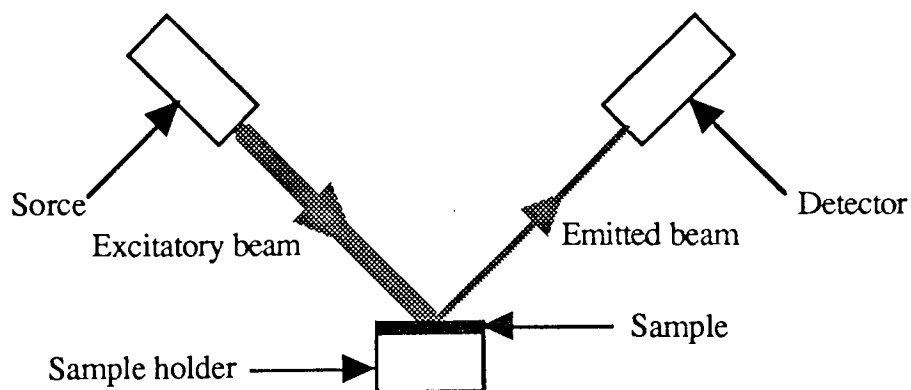 Sorce
Detector
Excitatory beam
Emitted beam
Sample
Sample holder